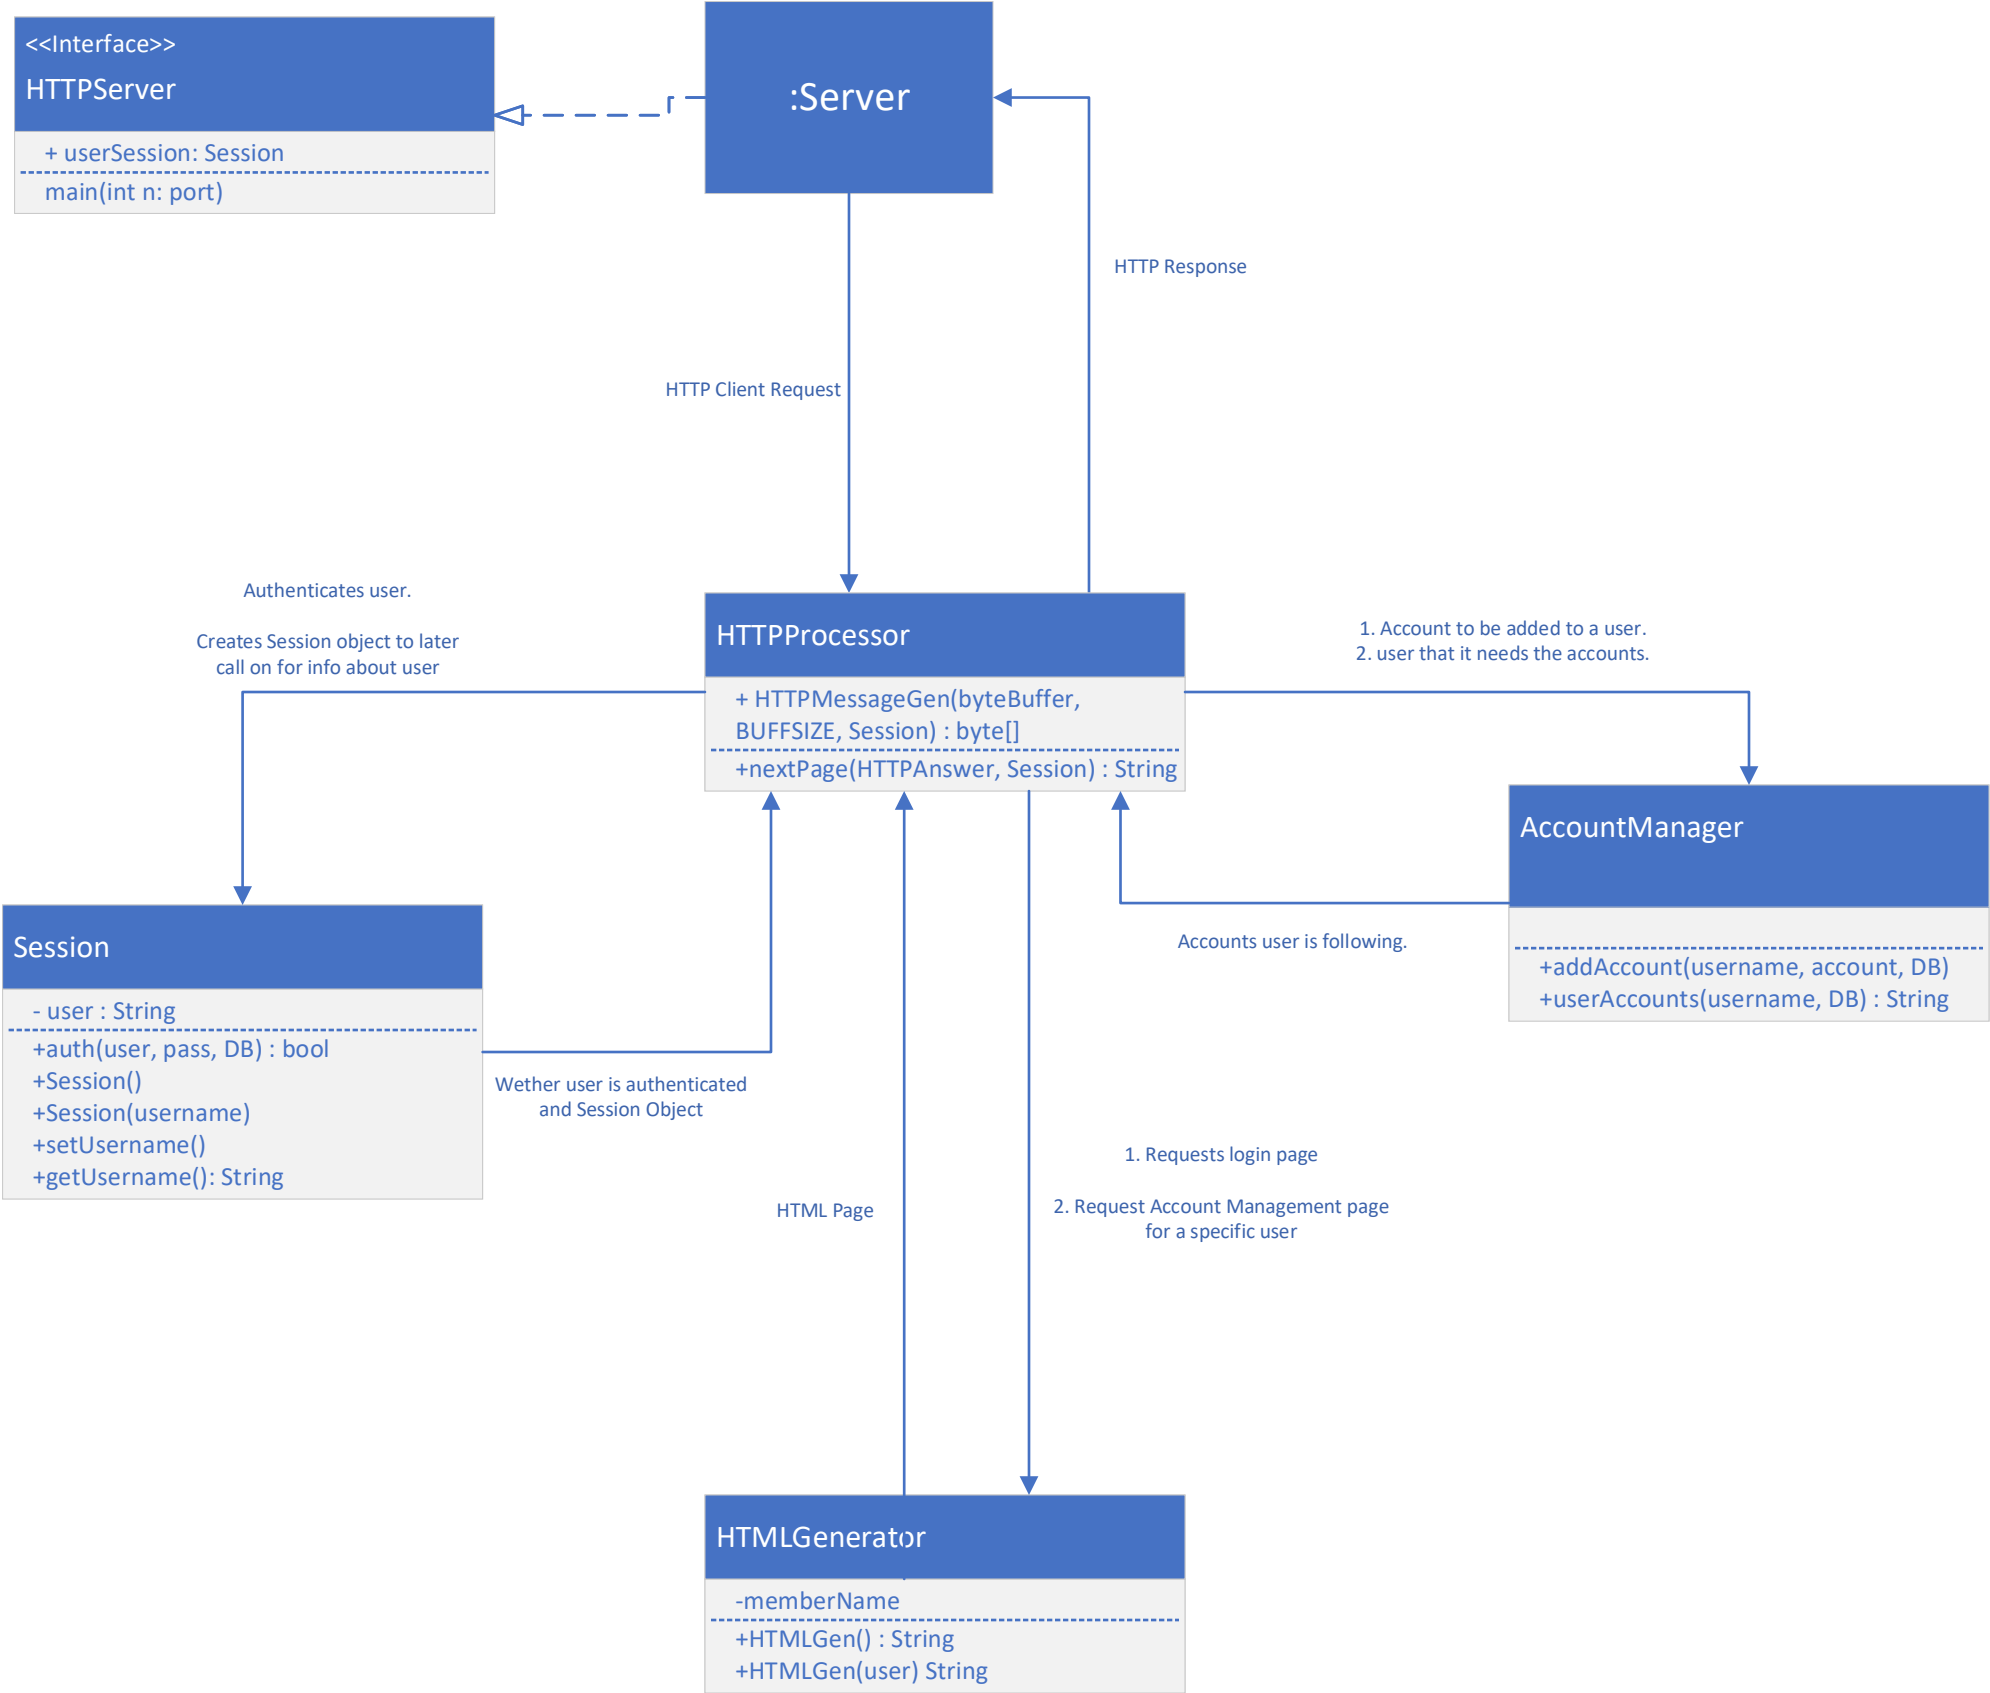 <<Interface>>
HTTPServer
+ userSession: Session
main(int n: port)
:Server
HTTP Response
HTTP Client Request
Authenticates user.
Creates Session object to later
call on for info about user
HTTPProcessor
+ HTTPMessageGen(byteBuffer,
BUFFSIZE, Session) : byte[]
+nextPage(HTTPAnswer, Session) : String
1. Account to be added to a user.
2. user that it needs the accounts.
AccountManager
+addAccount(username, account, DB)
+userAccounts(username, DB) : String
Accounts user is following.
Session
- user : String
+auth(user, pass, DB) : bool
+Session()
+Session(username)
+setUsername()
+getUsername(): String
Wether user is authenticated
and Session Object
HTML Page
1. Requests login page
2. Request Account Management page
for a specific user
HTMLGenerator
-memberName
+HTMLGen() : String
+HTMLGen(user) String